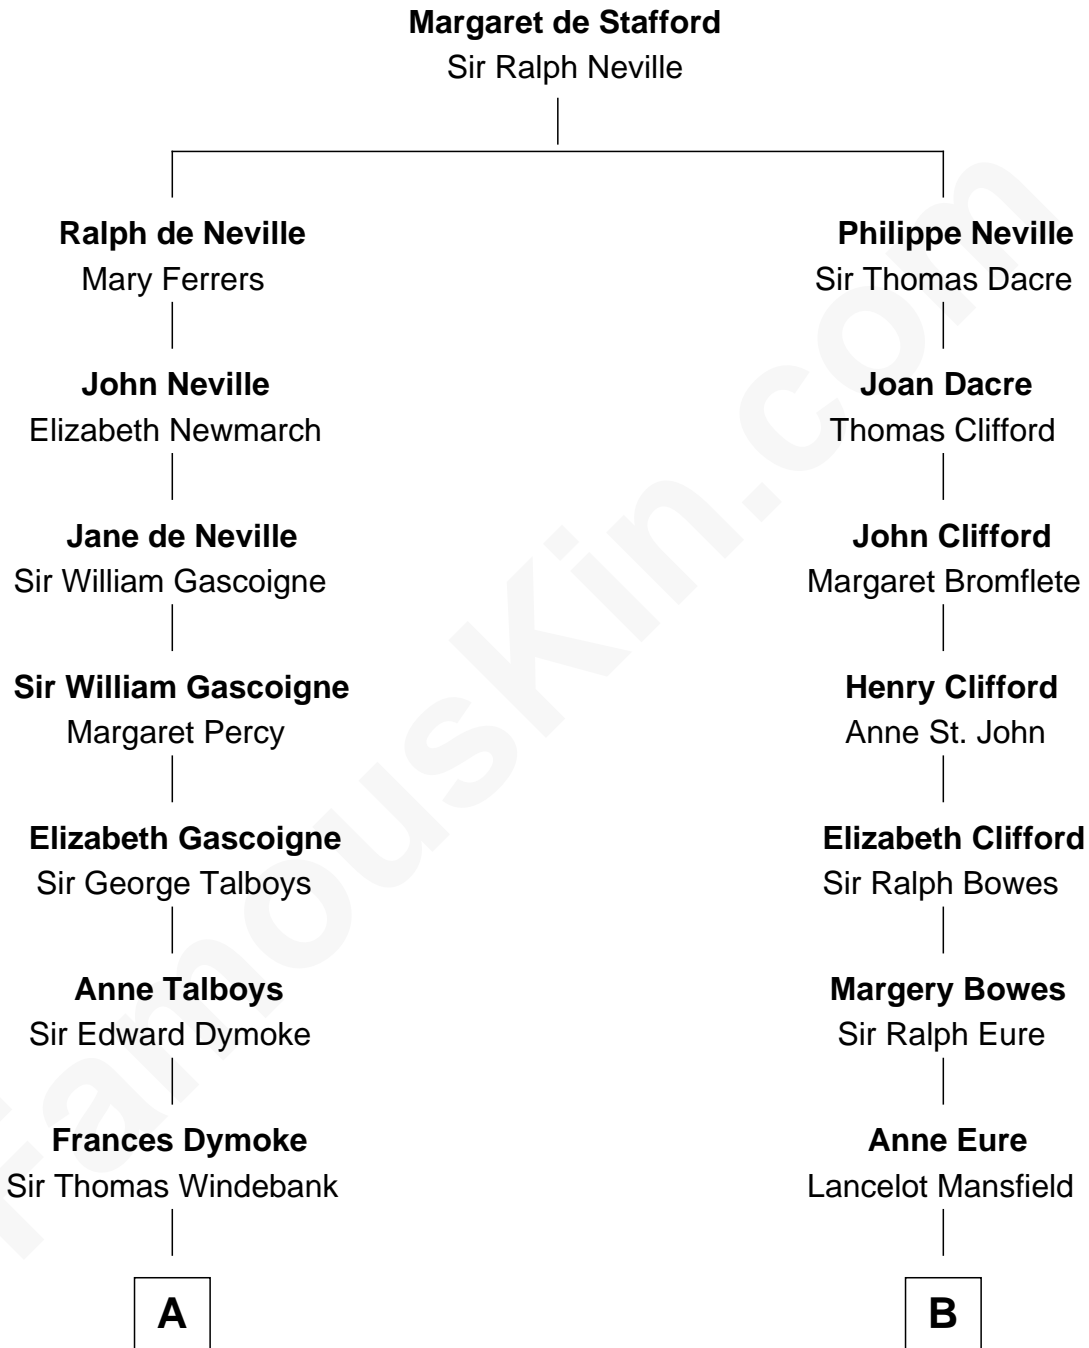 Margaret de Stafford
Sir Ralph Neville
Ralph de Neville
Mary Ferrers
Philippe Neville
Sir Thomas Dacre
John Neville
Elizabeth Newmarch
Joan Dacre
Thomas Clifford
Jane de Neville
Sir William Gascoigne
John Clifford
Margaret Bromflete
Sir William Gascoigne
Margaret Percy
Henry Clifford
Anne St. John
Elizabeth Gascoigne
Sir George Talboys
Elizabeth Clifford
Sir Ralph Bowes
Anne Talboys
Sir Edward Dymoke
Margery Bowes
Sir Ralph Eure
Frances Dymoke
Sir Thomas Windebank
Anne Eure
Lancelot Mansfield
A
B
FamousKin.com